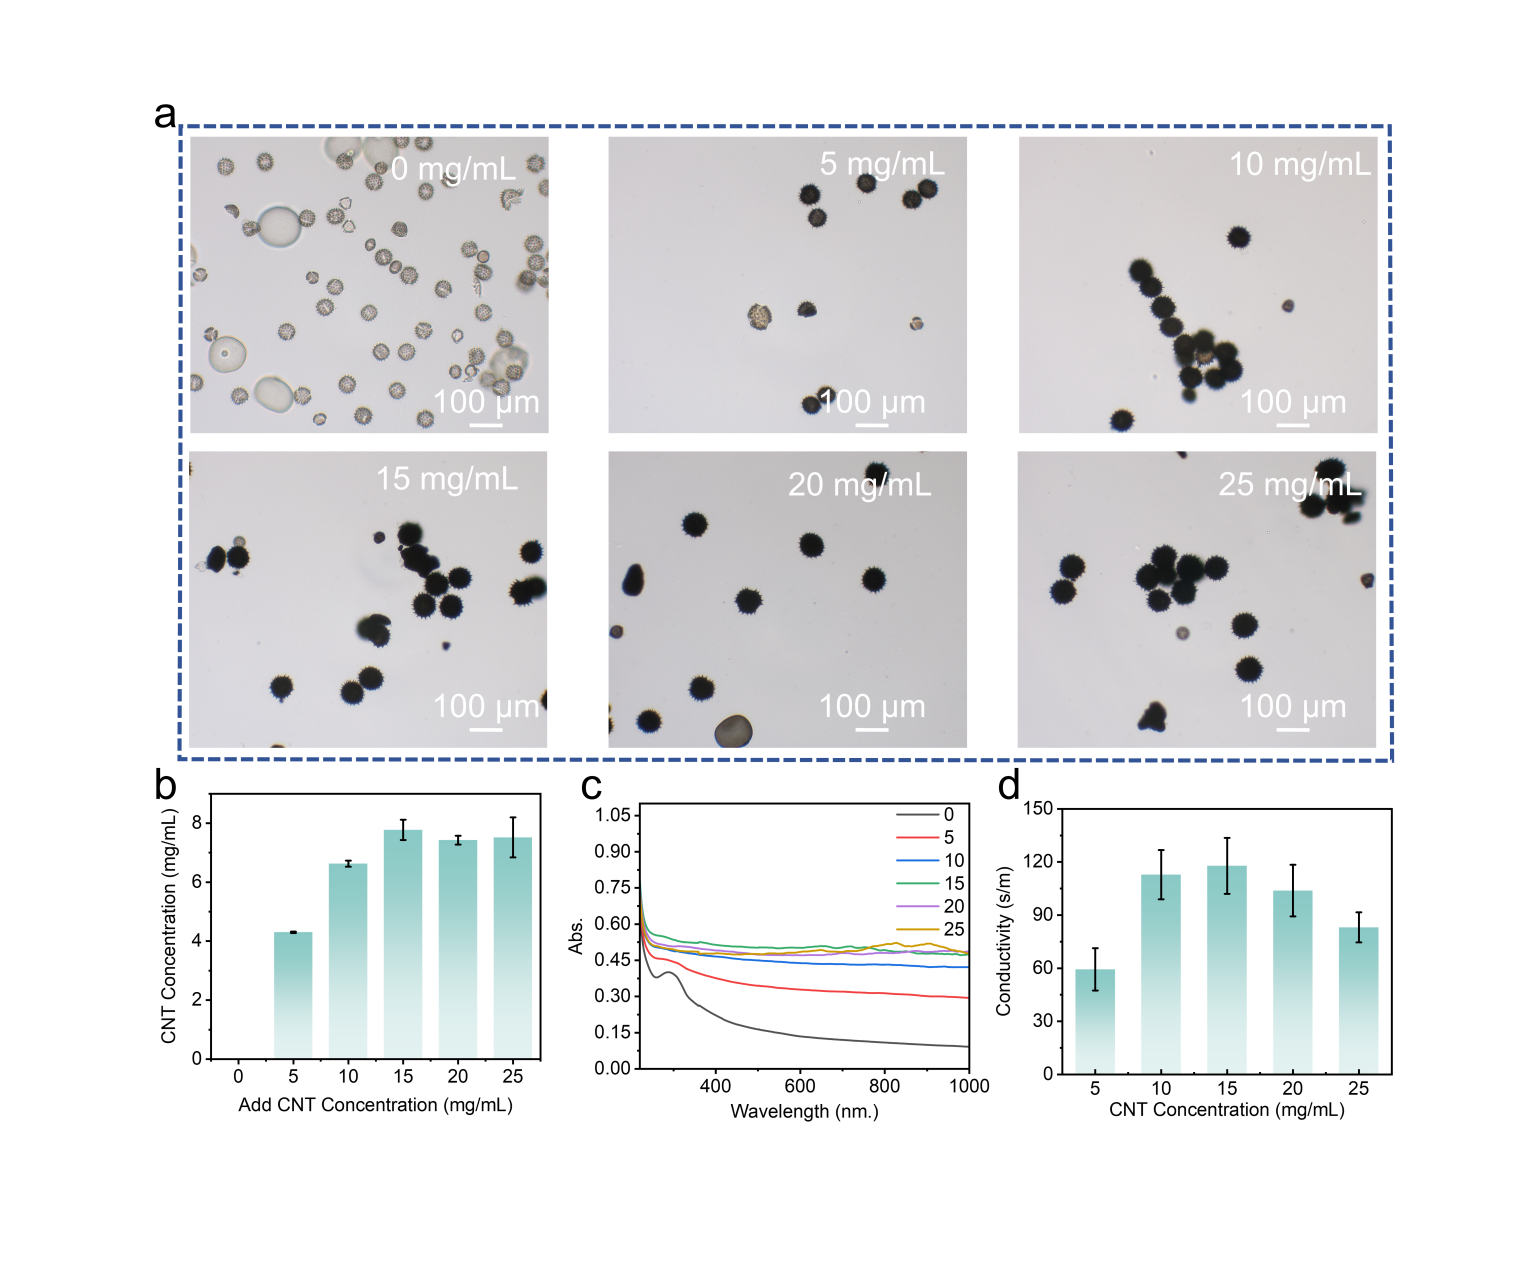 a
0 mg/mL
100 µm
5 mg/mL
100 µm
10 mg/mL
100 µm
15 mg/mL
100 µm
20 mg/mL
100 µm
25 mg/mL
100 µm
b
CNT Concentration (mg/mL)
8
6
4
2
0
0 5 10 15 20 25
Add CNT Concentration (mg/mL)
c
Abs.
1.05
0.90
0.75
0.60
0.45
0.30
0.15
0.00
0
5
10
15
20
25
400 600 800 1000
Wavelength (nm.)
d
Conductivity (s/m)
150
120
90
60
30
0
5 10 15 20 25
CNT Concentration (mg/mL)